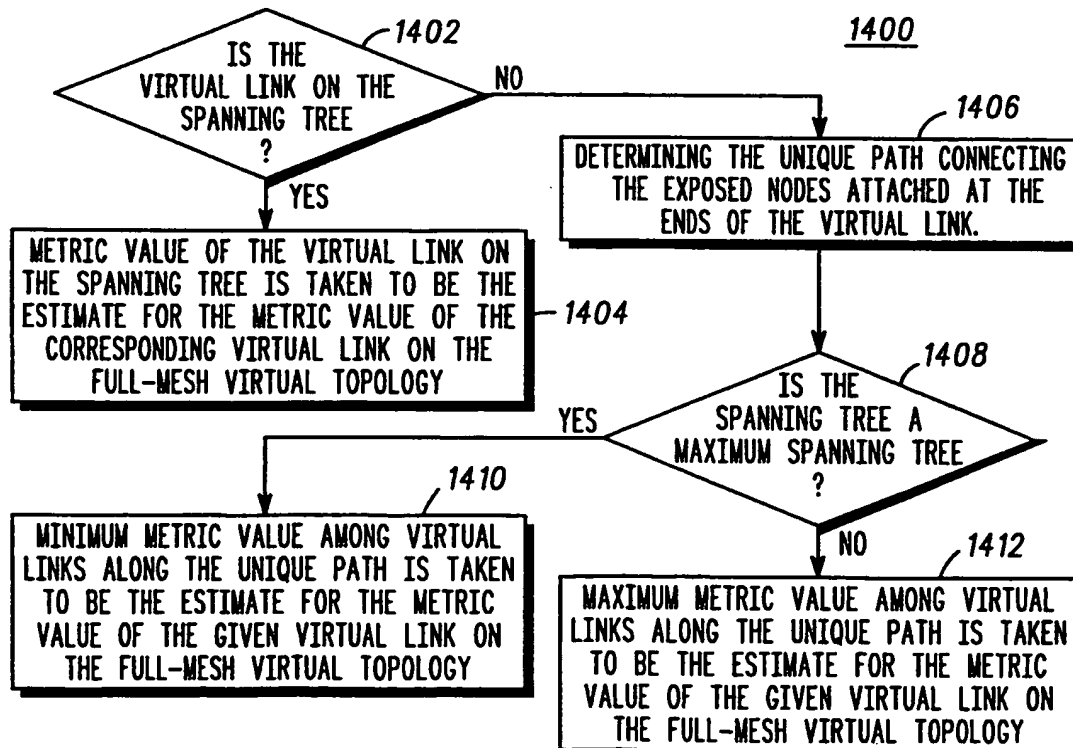 1400
1402
IS THE
VIRTUAL LINK ON THE
SPANNING TREE
?
NO
YES
METRIC VALUE OF THE VIRTUAL LINK ON
THE SPANNING TREE IS TAKEN TO BE THE
ESTIMATE FOR THE METRIC VALUE OF THE
CORRESPONDING VIRTUAL LINK ON THE
FULL-MESH VIRTUAL TOPOLOGY
1404
1406
DETERMINING THE UNIQUE PATH CONNECTING
THE EXPOSED NODES ATTACHED AT THE
ENDS OF THE VIRTUAL LINK.
1408
IS THE
SPANNING TREE A
MAXIMUM SPANNING TREE
?
YES
NO
1410
MINIMUM METRIC VALUE AMONG VIRTUAL
LINKS ALONG THE UNIQUE PATH IS TAKEN
TO BE THE ESTIMATE FOR THE METRIC
VALUE OF THE GIVEN VIRTUAL LINK ON
THE FULL-MESH VIRTUAL TOPOLOGY
1412
MAXIMUM METRIC VALUE AMONG VIRTUAL
LINKS ALONG THE UNIQUE PATH IS TAKEN
TO BE THE ESTIMATE FOR THE METRIC
VALUE OF THE GIVEN VIRTUAL LINK ON
THE FULL-MESH VIRTUAL TOPOLOGY